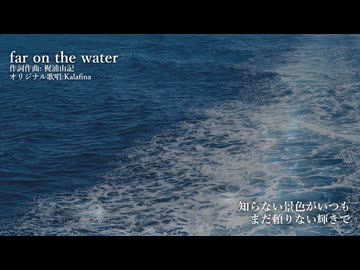 far on the water
作詞作曲: 梶浦由記
オリジナル歌唱:Kalafina
知らない景色がいつも
まだ頼りない輝きで